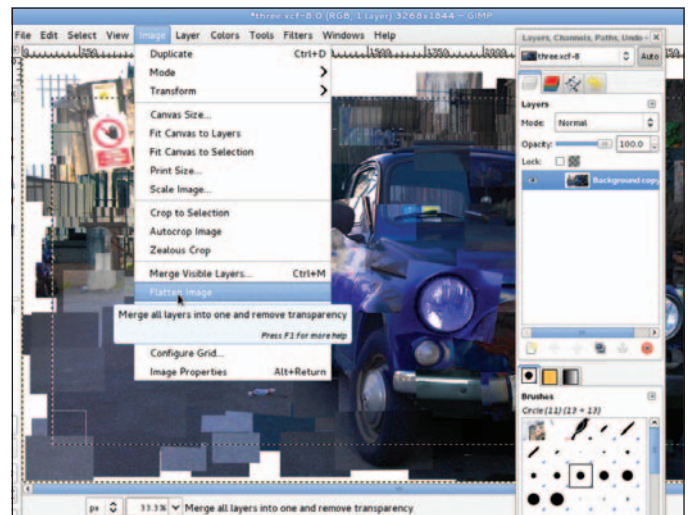 *three.xcf-8.0 (RGB, 1 layer) 3268x1844 – GIMP
File Edit Select View Image Layer Colors Tools Filters Windows Help
Duplicate Ctrl+D
Mode
Transform
Canvas Size...
Fit Canvas to Layers
Fit Canvas to Selection
Print Size...
Scale Image...
Crop to Selection
Autocrop Image
Zealous Crop
Merge Visible Layers... Ctrl+M
Flatten Image
Merge all layers into one and remove transparency
Press F1 for more help
Configure Grid...
Image Properties Alt+Return
250 1500 1750 2000
px 33.3% Merge all layers into one and remove transparency
Layers, Channels, Paths, Undo -
three.xcf-8 Auto
Layers
Mode: Normal
Opacity: 100.0
Lock:
Background copy
Brushes
Circle (11) (13 × 13)